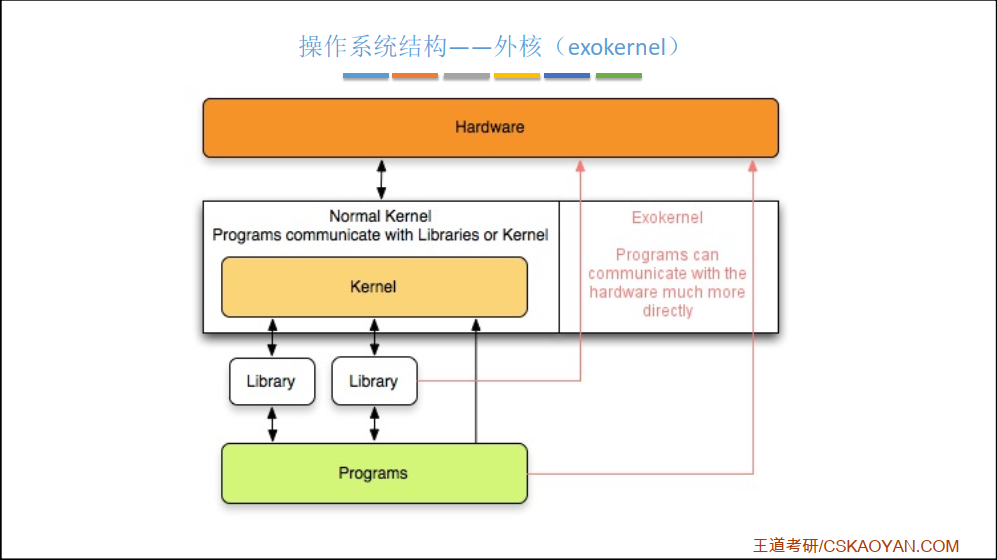 操作系统结构——外核（exokernel）
Hardware
Normal Kernel
Programs communicate with Libraries or Kernel
Kernel
Exokernel
Programs can
communicate with the
hardware much more
directly
Library
Library
Programs
王道考研/CSKAOYAN.COM